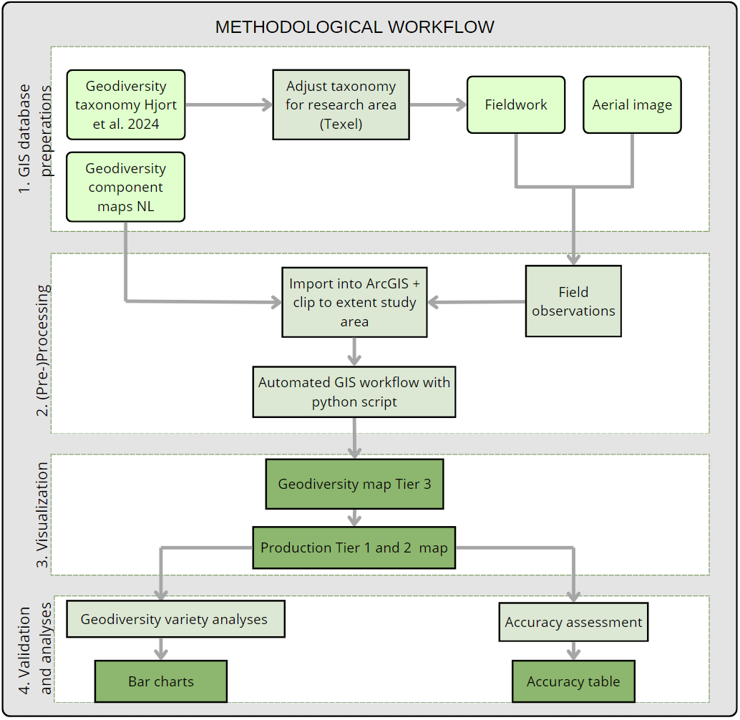 METHODOLOGICAL WORKFLOW
1. GIS database
preperations
Geodiversity
taxonomy Hjort
et al. 2024
Adjust taxonomy
for research area
(Texel)
Fieldwork
Aerial image
Geodiversity
component
maps NL
2. (Pre-)Processing
Import into ArcGIS +
clip to extent study
area
Field
observations
Automated GIS workflow with
python script
3. Visualization
Geodiversity map Tier 3
Production Tier 1 and 2 map
4. Validation
and analyses
Geodiversity variety analyses
Accuracy assessment
Bar charts
Accuracy table